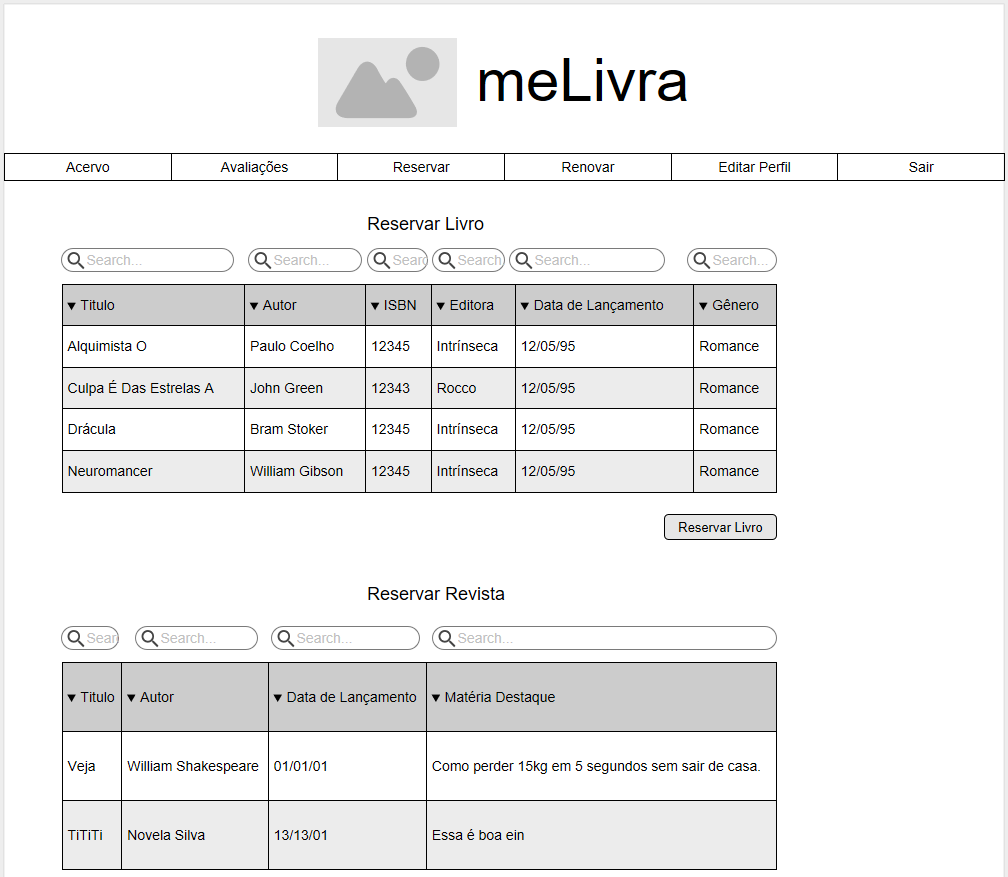 meLivra
Acervo Avaliações Reservar Renovar Editar Perfil Sair
Reservar Livro
Search... Search... Searc Search Search... Search...
▼ Titulo ▼ Autor ▼ ISBN ▼ Editora ▼ Data de Lançamento ▼ Gênero
Alquimista O Paulo Coelho 12345 Intrínseca 12/05/95 Romance
Culpa É Das Estrelas A John Green 12343 Rocco 12/05/95 Romance
Drácula Bram Stoker 12345 Intrínseca 12/05/95 Romance
Neuromancer William Gibson 12345 Intrínseca 12/05/95 Romance
Reservar Livro
Reservar Revista
Sear Search... Search... Search...
▼ Titulo ▼ Autor ▼ Data de Lançamento ▼ Matéria Destaque
Veja William Shakespeare 01/01/01 Como perder 15kg em 5 segundos sem sair de casa.
TiTiTi Novela Silva 13/13/01 Essa é boa ein